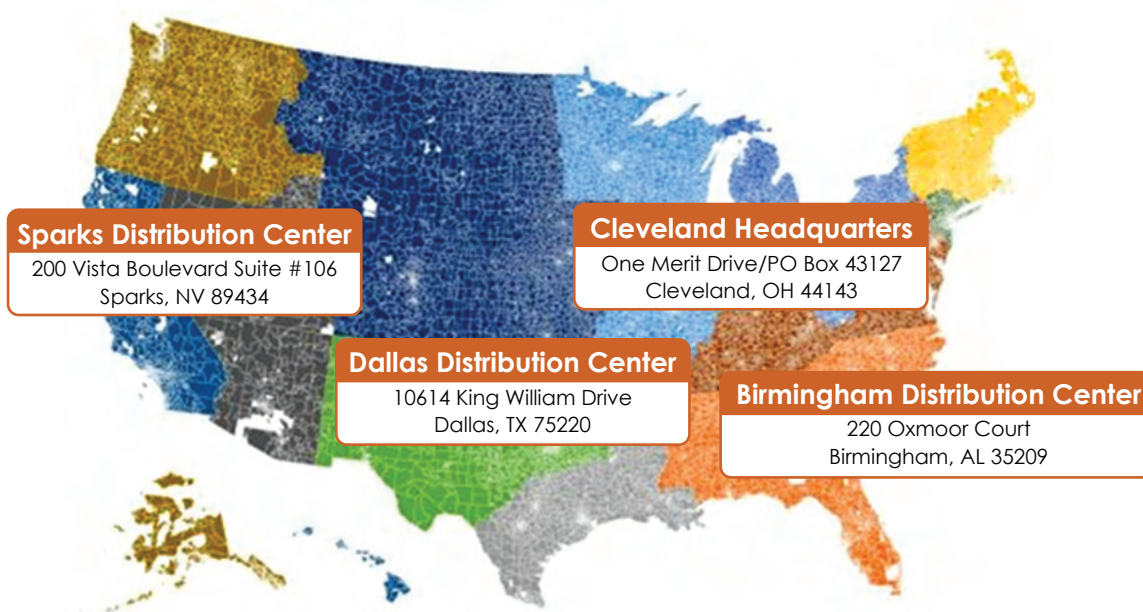 Sparks Distribution Center
200 Vista Boulevard Suite #106
Sparks, NV 89434
Cleveland Headquarters
One Merit Drive/PO Box 43127
Cleveland, OH 44143
Dallas Distribution Center
10614 King William Drive
Dallas, TX 75220
Birmingham Distribution Center
220 Oxmoor Court
Birmingham, AL 35209